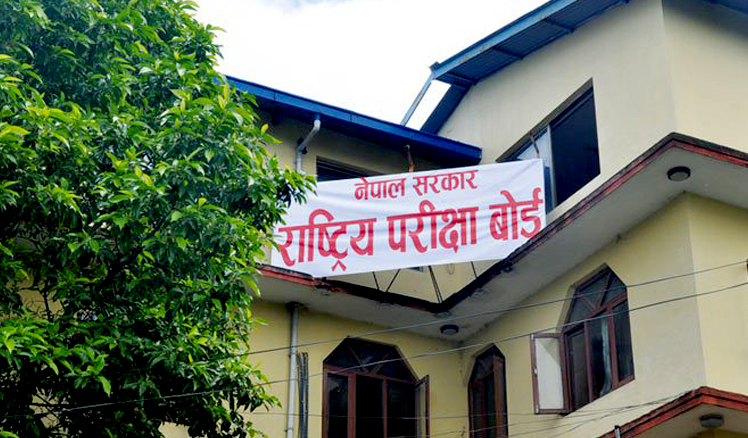 नेपाल सरकार
राष्ट्रिय परीक्षा बोर्ड